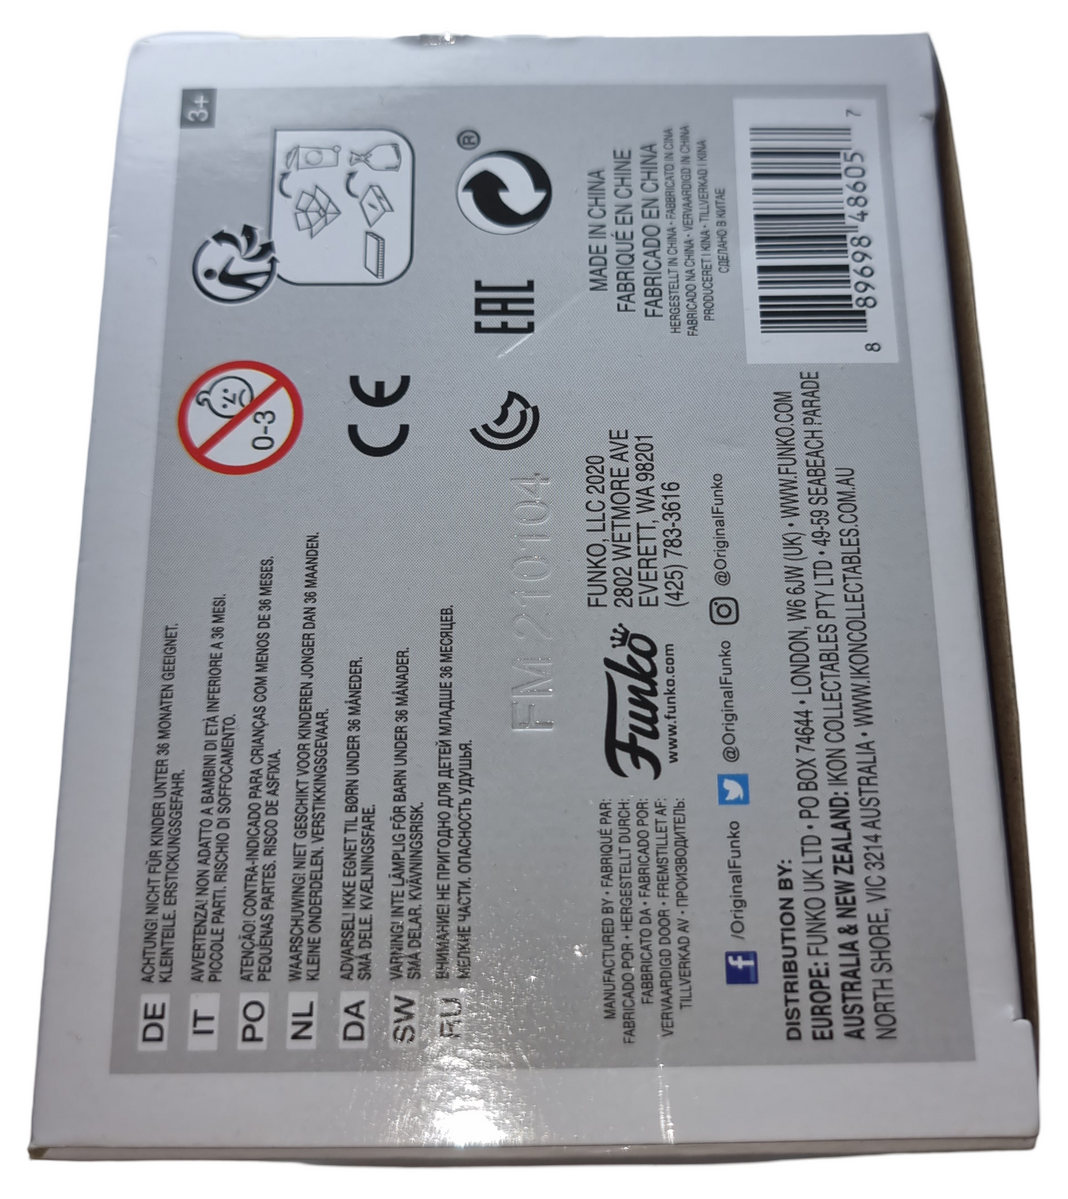 3+
DE
ACHTUNG! NICHT FÜR KINDER UNTER 36 MONATEN GEEIGNET.
KLEINTEILE. ERSTICKUNGSGEFAHR.
IT
AVVERTENZA! NON ADATTO A BAMBINI DI ETÀ INFERIORE A 36 MESI.
PICCOLE PARTI. RISCHIO DI SOFFOCAMENTO.
PO
ATENÇÃO! CONTRA-INDICADO PARA CRIANÇAS COM MENOS DE 36 MESES.
PEQUENAS PARTES. RISCO DE ASFIXIA.
NL
WAARSCHUWING! NIET GESCHIKT VOOR KINDEREN JONGER DAN 36 MAANDEN.
KLEINE ONDERDELEN. VERSTIKKINGSGEVAAR.
DA
ADVARSEL! IKKE EGNET TIL BØRN UNDER 36 MÅNEDER.
SMÅ DELE. KVÆLNINGSFARE.
SW
VARNING! INTE LÄMPLIG FÖR BARN UNDER 36 MÅNADER.
SMÅ DELAR. KVÄVNINGSRISK.
RU
ВНИМАНИЕ! НЕ ПРИГОДНО ДЛЯ ДЕТЕЙ МЛАДШЕ 36 МЕСЯЦЕВ.
МЕЛКИЕ ЧАСТИ. ОПАСНОСТЬ УДУШЬЯ.
0-3
CE
®
EAC
FM210104
MANUFACTURED BY • FABRIQUÉ PAR:
FABRICADO POR • HERGESTELLT DURCH:
FABBRICATO DA • FABRICADO POR:
VERVAARDIGD DOOR • FREMSTILLET AF:
TILLVERKAD AV • ПРОИЗВОДИТЕЛЬ:
Funko
www.funko.com
FUNKO, LLC 2020
2802 WETMORE AVE
EVERETT, WA 98201
(425) 783-3616
MADE IN CHINA
FABRIQUÉ EN CHINE
FABRICADO EN CHINA
HERGESTELLT IN CHINA • FABBRICATO IN CINA
FABRICADO NA CHINA • VERVAARDIGD IN CHINA
PRODUCERET I KINA • TILLVERKAD I KINA
СДЕЛАНО В КИТАЕ
f /OriginalFunko @OriginalFunko @OriginalFunko
DISTRIBUTION BY:
EUROPE: FUNKO UK LTD • PO BOX 74644 • LONDON, W6 6JW (UK) • WWW.FUNKO.COM
AUSTRALIA & NEW ZEALAND: IKON COLLECTABLES PTY LTD • 49-59 SEABEACH PARADE
NORTH SHORE, VIC 3214 AUSTRALIA • WWW.IKONCOLLECTABLES.COM.AU
8 89698 48605 7